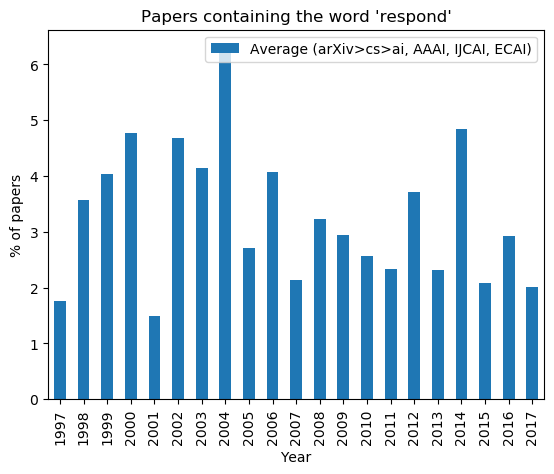 Papers containing the word 'respond'
Average (arXiv>cs>ai, AAAI, IJCAI, ECAI)
% of papers
6
5
4
3
2
1
0
1997 1998 1999 2000 2001 2002 2003 2004 2005 2006 2007 2008 2009 2010 2011 2012 2013 2014 2015 2016 2017
Year